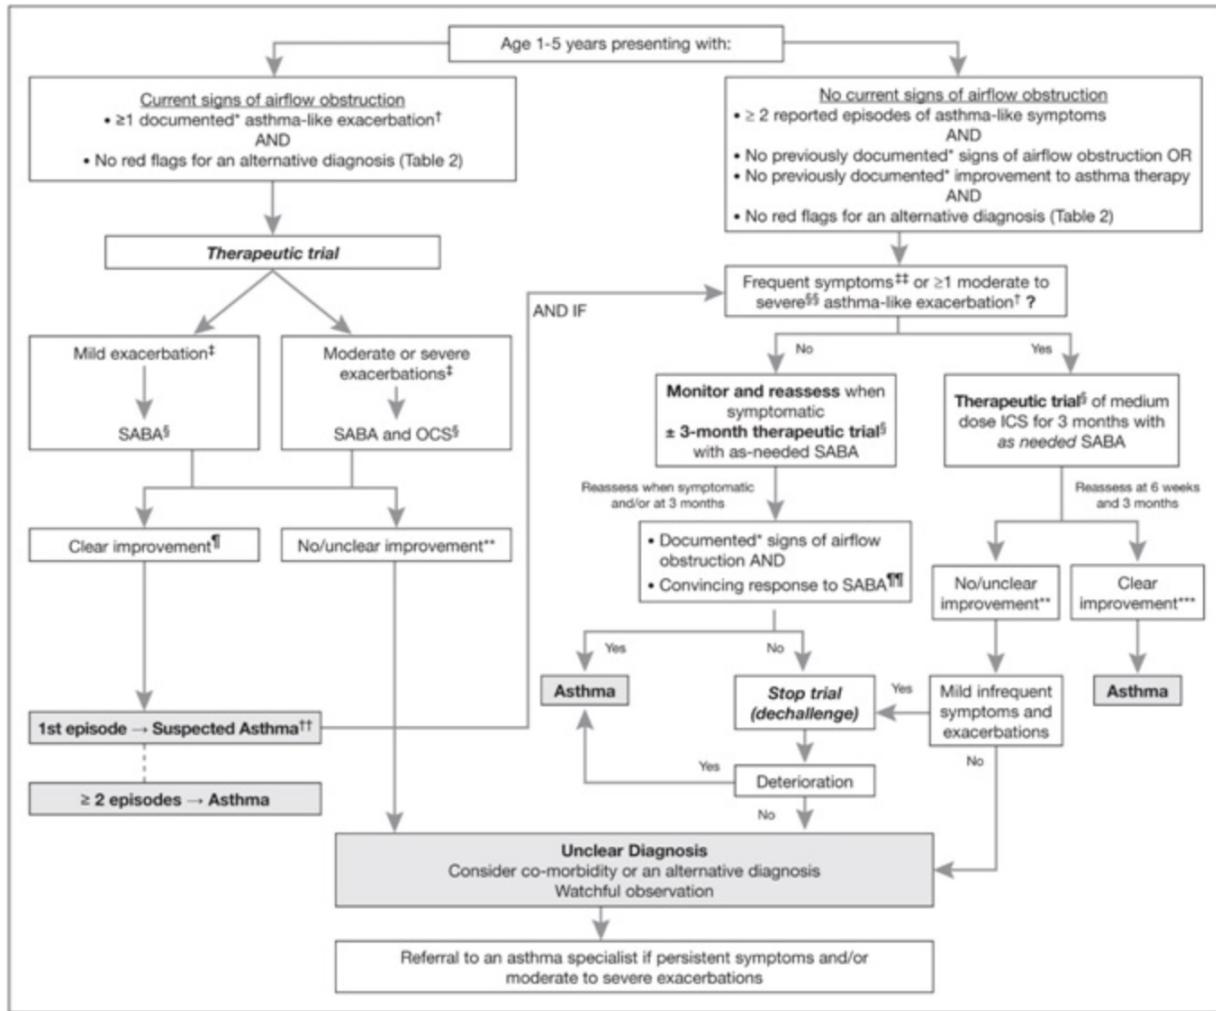 Age 1-5 years presenting with:
Current signs of airflow obstruction
• ≥1 documented* asthma-like exacerbation†
AND
• No red flags for an alternative diagnosis (Table 2)
No current signs of airflow obstruction
• ≥ 2 reported episodes of asthma-like symptoms
AND
• No previously documented* signs of airflow obstruction OR
• No previously documented* improvement to asthma therapy
AND
• No red flags for an alternative diagnosis (Table 2)
Therapeutic trial
Frequent symptoms‡‡ or ≥1 moderate to
severe§§ asthma-like exacerbation† ?
AND IF
Mild exacerbation‡
SABA§
Moderate or severe
exacerbations‡
SABA and OCS§
No
Yes
Monitor and reassess when
symptomatic
± 3-month therapeutic trial§
with as-needed SABA
Therapeutic trial§ of medium
dose ICS for 3 months with
as needed SABA
Reassess when symptomatic
and/or at 3 months
Reassess at 6 weeks
and 3 months
Clear improvement¶
No/unclear improvement**
• Documented* signs of airflow
obstruction AND
• Convincing response to SABA¶¶
No/unclear
improvement**
Clear
improvement***
Yes
No
Asthma
Stop trial
(dechallenge)
Yes
Mild infrequent
symptoms and
exacerbations
Asthma
1st episode → Suspected Asthma††
≥ 2 episodes → Asthma
Yes
Deterioration
No
No
Unclear Diagnosis
Consider co-morbidity or an alternative diagnosis
Watchful observation
Referral to an asthma specialist if persistent symptoms and/or
moderate to severe exacerbations